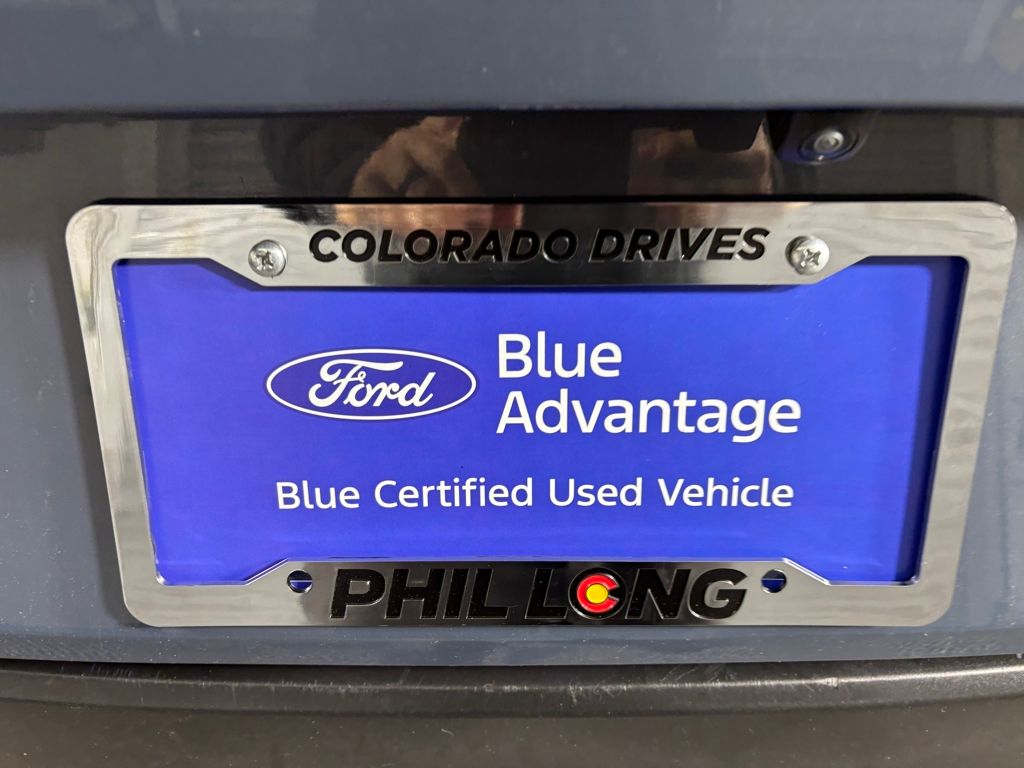 COLORADO DRIVES
Ford
Blue
Advantage
Blue Certified Used Vehicle
PHIL LONG